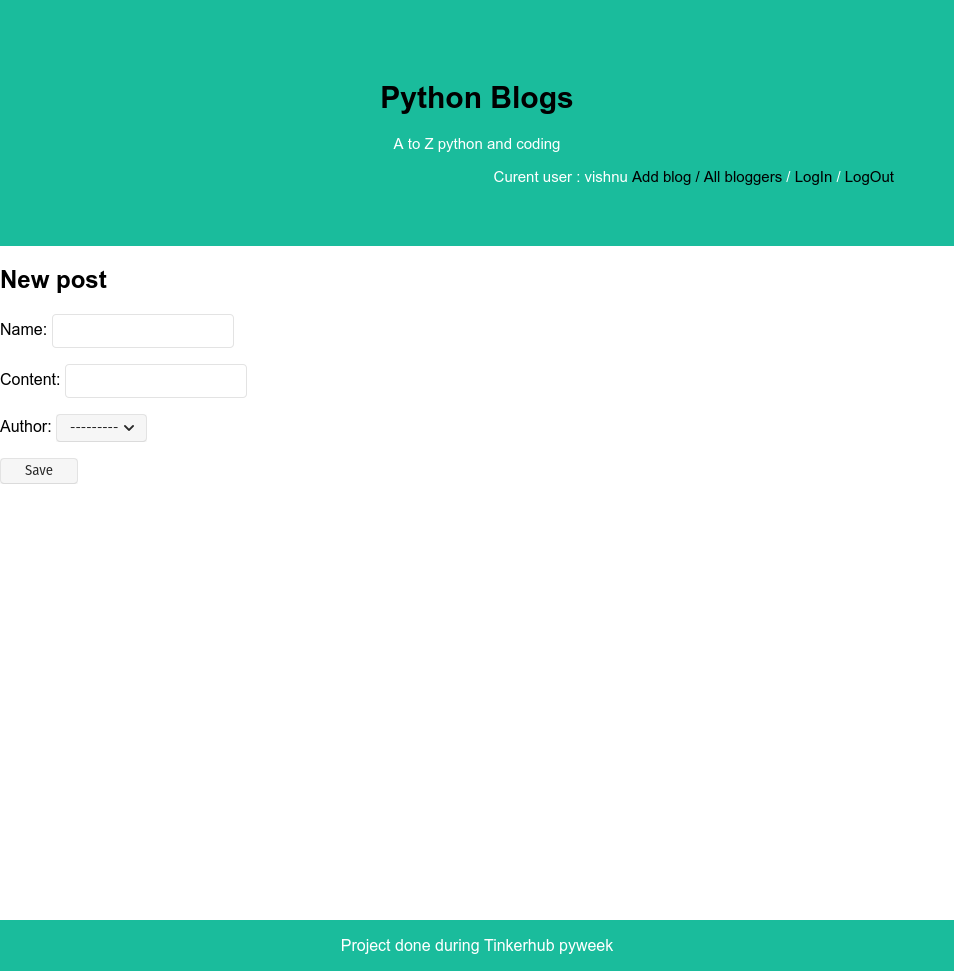 Python Blogs
A to Z python and coding
Curent user : vishnu Add blog / All bloggers / LogIn / LogOut
New post
Name:
Content:
Author: ---------
Save
Project done during Tinkerhub pyweek